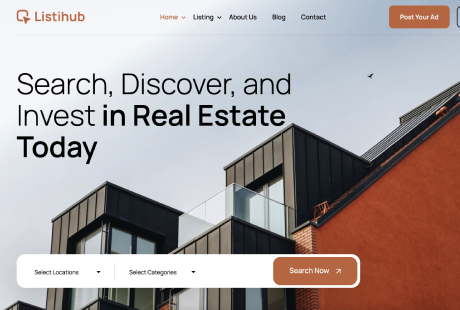 Listihub
Home Listing About Us Blog Contact
Post Your Ad
Search, Discover, and
Invest in Real Estate
Today
Select Locations Select Categories Search Now